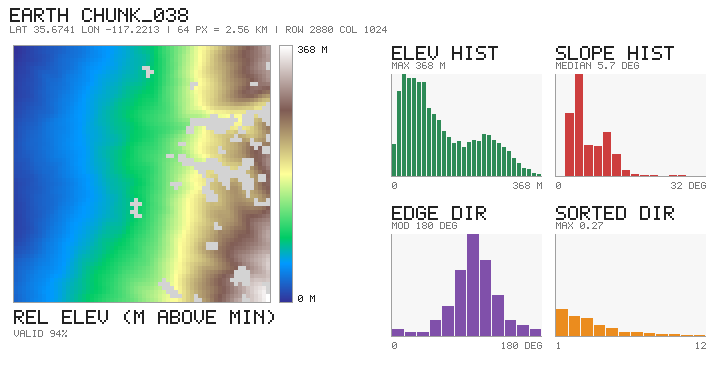 EARTH CHUNK_038
LAT 35.6741 LON -117.2213 | 64 PX = 2.56 KM | ROW 2880 COL 1024
368 M
0 M
REL ELEV (M ABOVE MIN)
VALID 94%
ELEV HIST
MAX 368 M
0 368 M
SLOPE HIST
MEDIAN 5.7 DEG
0 32 DEG
EDGE DIR
MOD 180 DEG
0 180 DEG
SORTED DIR
MAX 0.27
1 12